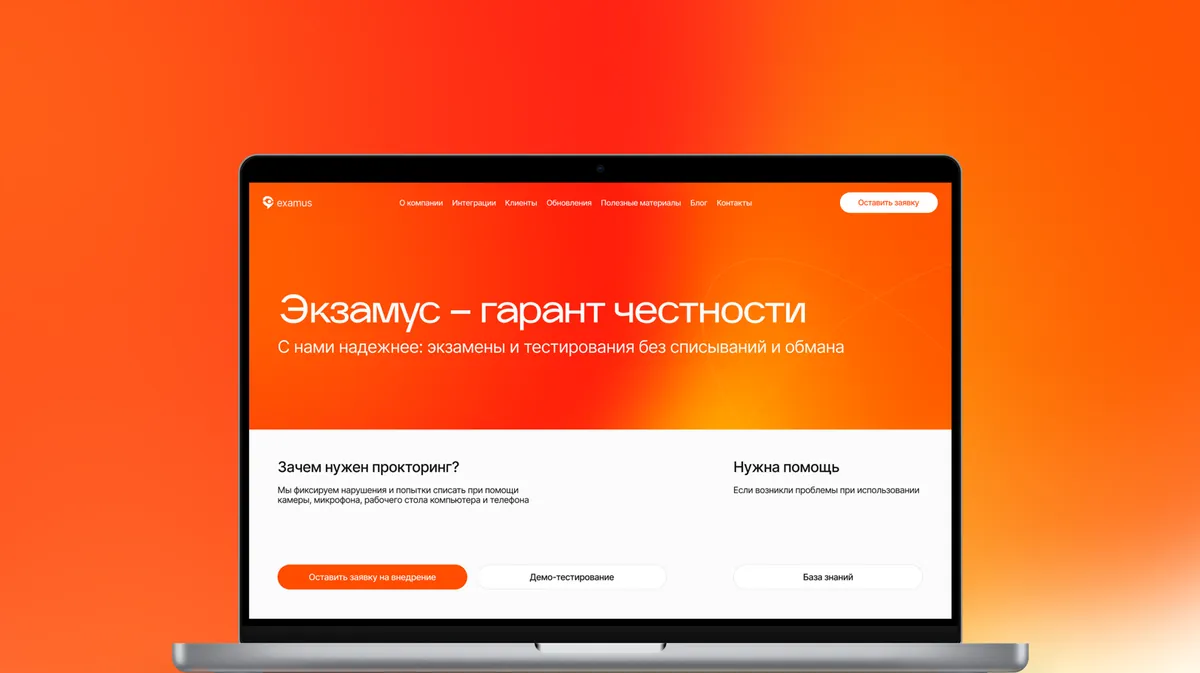 examus
О компании
Интеграции
Клиенты
Обновления
Полезные материалы
Блог
Контакты
Оставить заявку
Экзамус – гарант честности
С нами надежнее: экзамены и тестирования без списываний и обмана
Зачем нужен прокторинг?
Мы фиксируем нарушения и попытки списать при помощи
камеры, микрофона, рабочего стола компьютера и телефона
Нужна помощь
Если возникли проблемы при использовании
Оставить заявку на внедрение
Демо-тестирование
База знаний